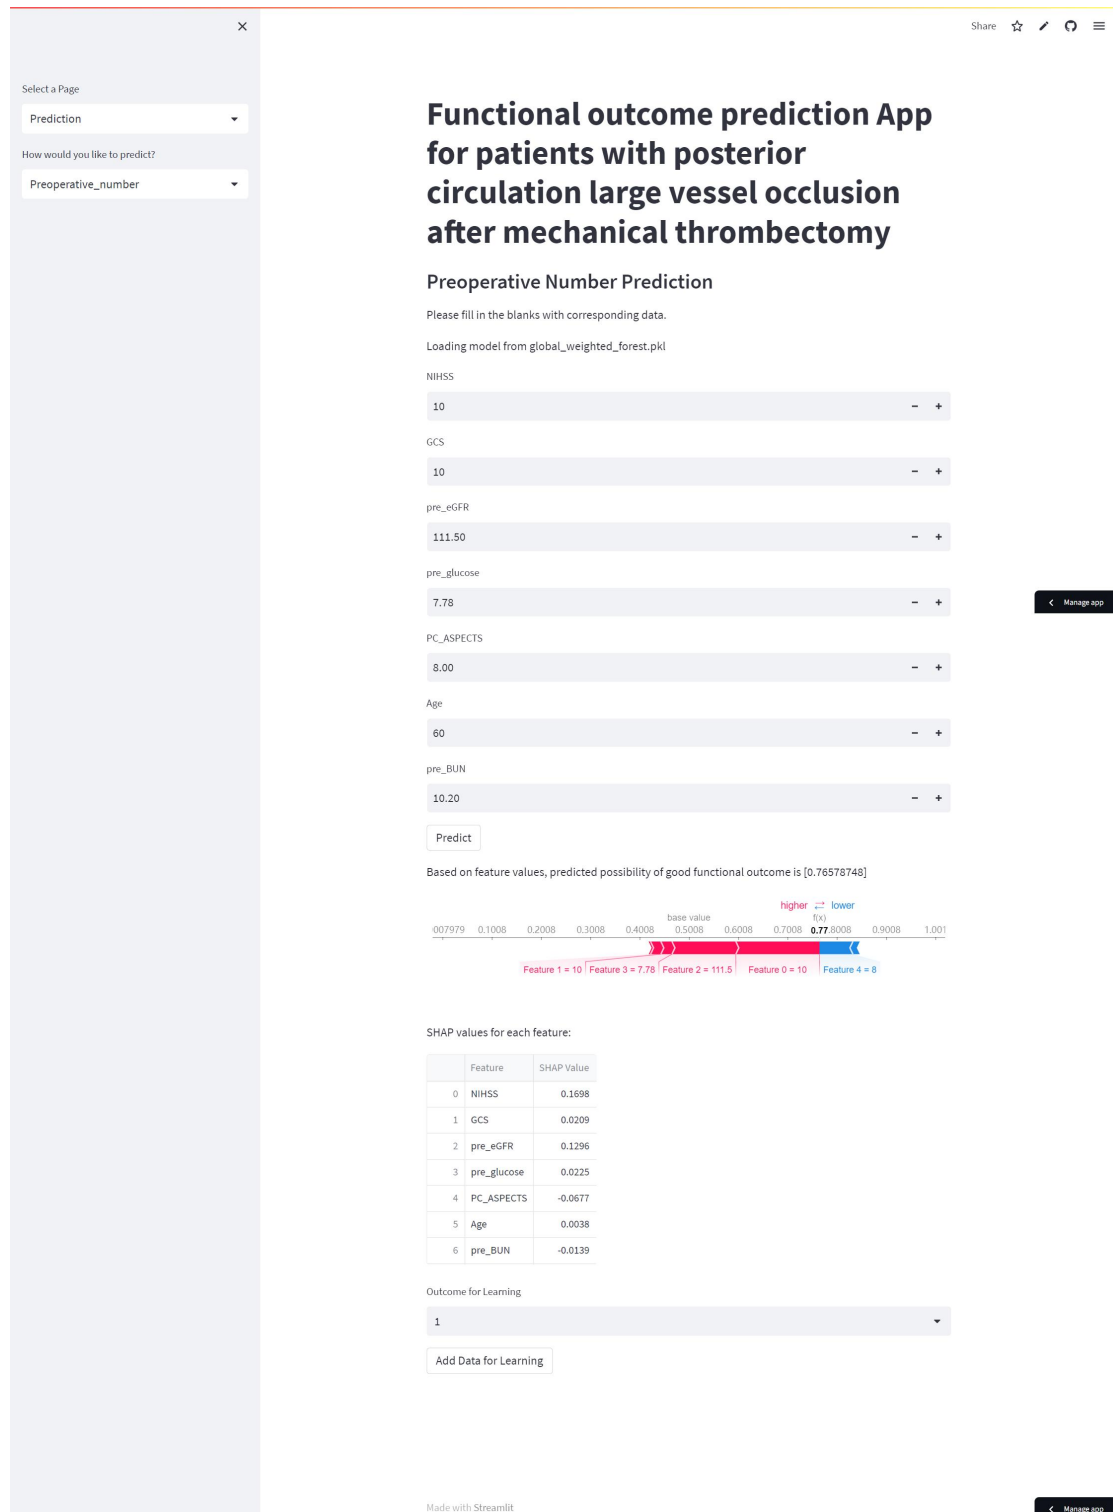 Share
Select a Page
Prediction
How would you like to predict?
Preoperative_number
Functional outcome prediction App
for patients with posterior
circulation large vessel occlusion
after mechanical thrombectomy
Preoperative Number Prediction
Please fill in the blanks with corresponding data.
Loading model from global_weighted_forest.pkl
NIHSS
10
GCS
10
pre_eGFR
111.50
pre_glucose
7.78
Manage app
PC_ASPECTS
8.00
Age
60
pre_BUN
10.20
Predict
Based on feature values, predicted possibility of good functional outcome is [0.76578748]
higher lower
base value f(x)
007979 0.1008 0.2008 0.3008 0.4008 0.5008 0.6008 0.7008 0.77.8008 0.9008 1.001
Feature 1 = 10 Feature 3 = 7.78 Feature 2 = 111.5 Feature 0 = 10 Feature 4 = 8
SHAP values for each feature:
Feature SHAP Value
0 NIHSS 0.1698
1 GCS 0.0209
2 pre_eGFR 0.1296
3 pre_glucose 0.0225
4 PC_ASPECTS -0.0677
5 Age 0.0038
6 pre_BUN -0.0139
Outcome for Learning
1
Add Data for Learning
Made with Streamlit
Manage app